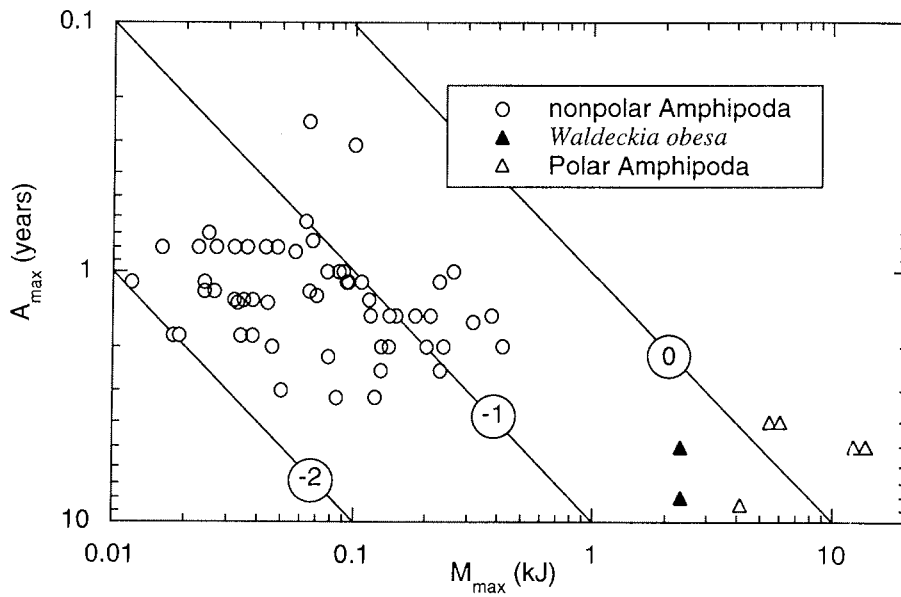 0.1
nonpolar Amphipoda
Waldeckia obesa
Polar Amphipoda
A_max (years)
1
0
-1
-2
10
0.01
0.1
1
10
M_max (kJ)